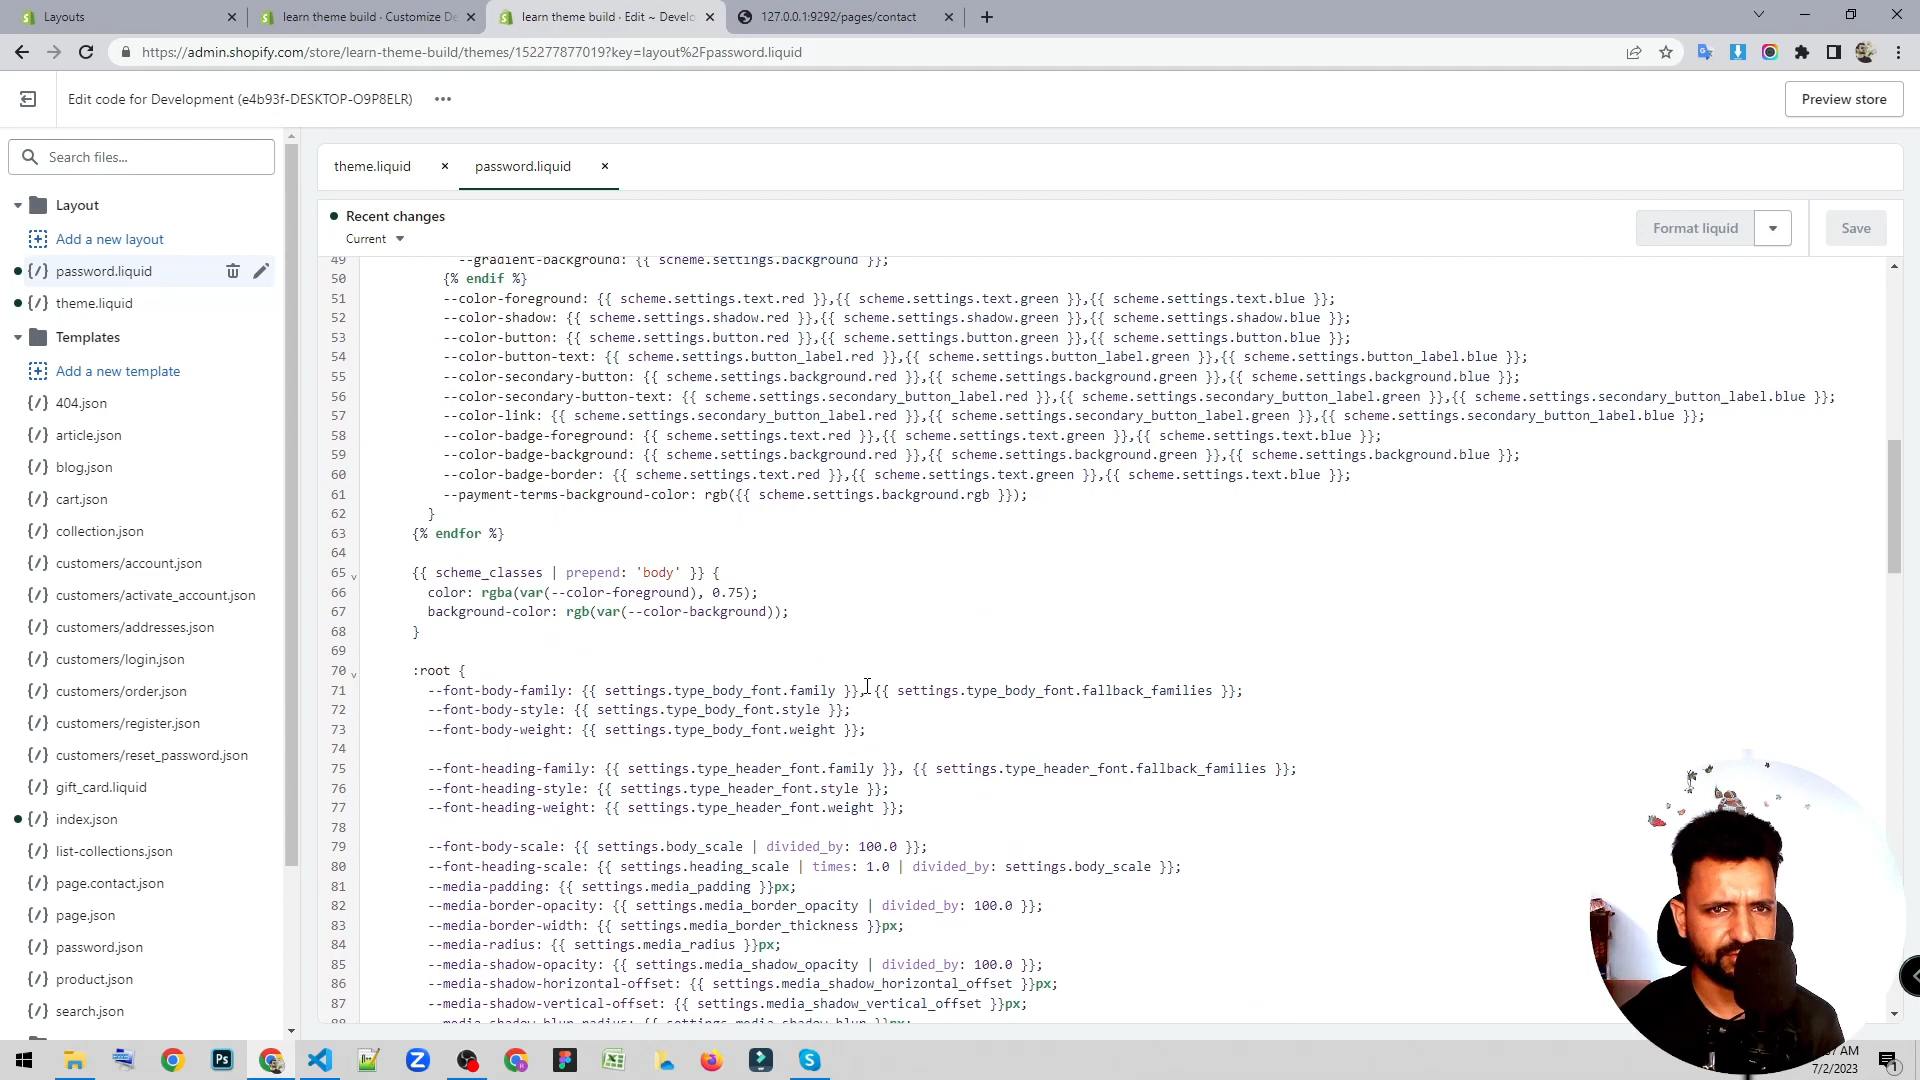 Layouts
learn theme build · Customize De
learn theme build · Edit ~ Develo
127.0.0.1:9292/pages/contact
https://admin.shopify.com/store/learn-theme-build/themes/152277877019?key=layout%2Fpassword.liquid
Edit code for Development (e4b93f-DESKTOP-O9P8ELR)
Preview store
Search files...
Layout
Add a new layout
password.liquid
theme.liquid
Templates
Add a new template
404.json
article.json
blog.json
cart.json
collection.json
customers/account.json
customers/activate_account.json
customers/addresses.json
customers/login.json
customers/order.json
customers/register.json
customers/reset_password.json
gift_card.liquid
index.json
list-collections.json
page.contact.json
page.json
password.json
product.json
search.json
theme.liquid
password.liquid
Recent changes
Current
Format liquid
Save
49 --gradient-background: {{ scheme.settings.background }};
50 {% endif %}
51 --color-foreground: {{ scheme.settings.text.red }},{{ scheme.settings.text.green }},{{ scheme.settings.text.blue }};
52 --color-shadow: {{ scheme.settings.shadow.red }},{{ scheme.settings.shadow.green }},{{ scheme.settings.shadow.blue }};
53 --color-button: {{ scheme.settings.button.red }},{{ scheme.settings.button.green }},{{ scheme.settings.button.blue }};
54 --color-button-text: {{ scheme.settings.button_label.red }},{{ scheme.settings.button_label.green }},{{ scheme.settings.button_label.blue }};
55 --color-secondary-button: {{ scheme.settings.background.red }},{{ scheme.settings.background.green }},{{ scheme.settings.background.blue }};
56 --color-secondary-button-text: {{ scheme.settings.secondary_button_label.red }},{{ scheme.settings.secondary_button_label.green }},{{ scheme.settings.secondary_button_label.blue }};
57 --color-link: {{ scheme.settings.secondary_button_label.red }},{{ scheme.settings.secondary_button_label.green }},{{ scheme.settings.secondary_button_label.blue }};
58 --color-badge-foreground: {{ scheme.settings.text.red }},{{ scheme.settings.text.green }},{{ scheme.settings.text.blue }};
59 --color-badge-background: {{ scheme.settings.background.red }},{{ scheme.settings.background.green }},{{ scheme.settings.background.blue }};
60 --color-badge-border: {{ scheme.settings.text.red }},{{ scheme.settings.text.green }},{{ scheme.settings.text.blue }};
61 --payment-terms-background-color: rgb({{ scheme.settings.background.rgb }});
62 }
63 {% endfor %}
64
65 {{ scheme_classes | prepend: 'body' }} {
66 color: rgba(var(--color-foreground), 0.75);
67 background-color: rgb(var(--color-background));
68 }
69
70 :root {
71 --font-body-family: {{ settings.type_body_font.family }}, {{ settings.type_body_font.fallback_families }};
72 --font-body-style: {{ settings.type_body_font.style }};
73 --font-body-weight: {{ settings.type_body_font.weight }};
74
75 --font-heading-family: {{ settings.type_header_font.family }}, {{ settings.type_header_font.fallback_families }};
76 --font-heading-style: {{ settings.type_header_font.style }};
77 --font-heading-weight: {{ settings.type_header_font.weight }};
78
79 --font-body-scale: {{ settings.body_scale | divided_by: 100.0 }};
80 --font-heading-scale: {{ settings.heading_scale | times: 1.0 | divided_by: settings.body_scale }};
81 --media-padding: {{ settings.media_padding }}px;
82 --media-border-opacity: {{ settings.media_border_opacity | divided_by: 100.0 }};
83 --media-border-width: {{ settings.media_border_thickness }}px;
84 --media-radius: {{ settings.media_radius }}px;
85 --media-shadow-opacity: {{ settings.media_shadow_opacity | divided_by: 100.0 }};
86 --media-shadow-horizontal-offset: {{ settings.media_shadow_horizontal_offset }}px;
87 --media-shadow-vertical-offset: {{ settings.media_shadow_vertical_offset }}px;
88 --media-shadow-blur-radius: {{ settings.media_shadow_blur }}px;
Ps
AM
7/2/2023
1